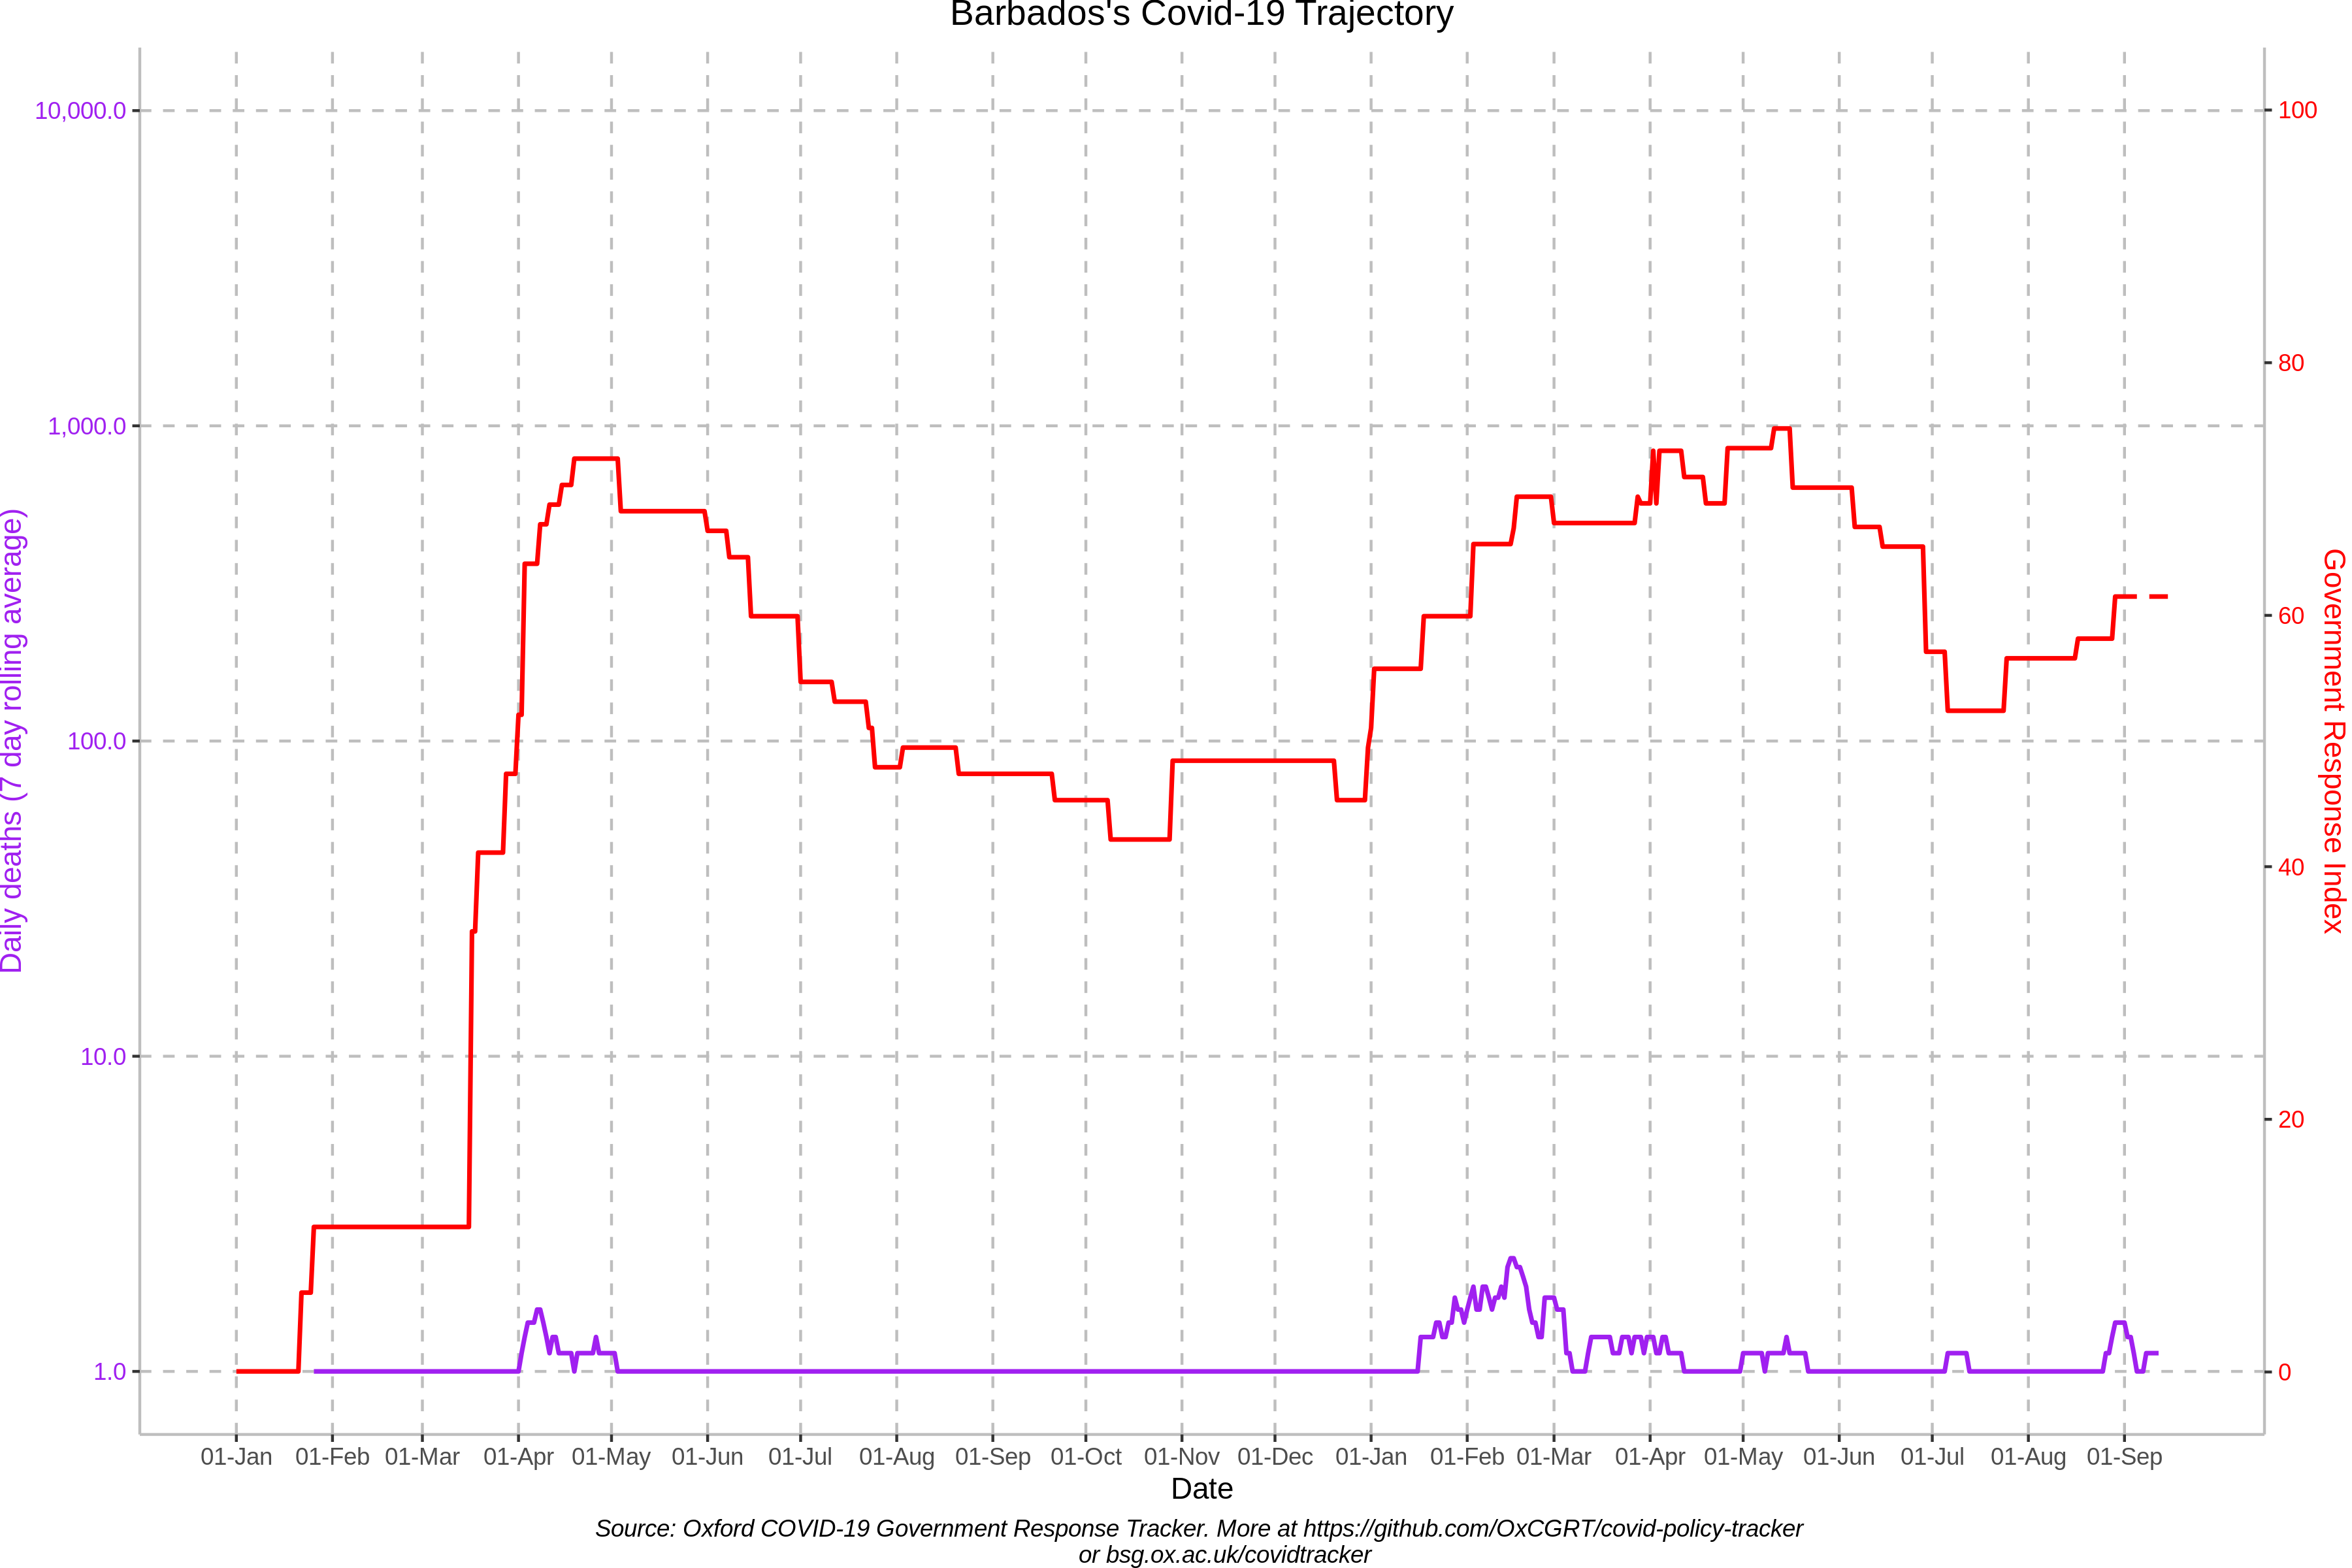 Barbados's Covid-19 Trajectory
10,000.0
1,000.0
100.0
10.0
1.0
Daily deaths (7 day rolling average)
100
80
60
40
20
0
Government Response Index
01-Jan 01-Feb 01-Mar 01-Apr 01-May 01-Jun 01-Jul 01-Aug 01-Sep 01-Oct 01-Nov 01-Dec 01-Jan 01-Feb 01-Mar 01-Apr 01-May 01-Jun 01-Jul 01-Aug 01-Sep
Date
Source: Oxford COVID-19 Government Response Tracker. More at https://github.com/OxCGRT/covid-policy-tracker
or bsg.ox.ac.uk/covidtracker